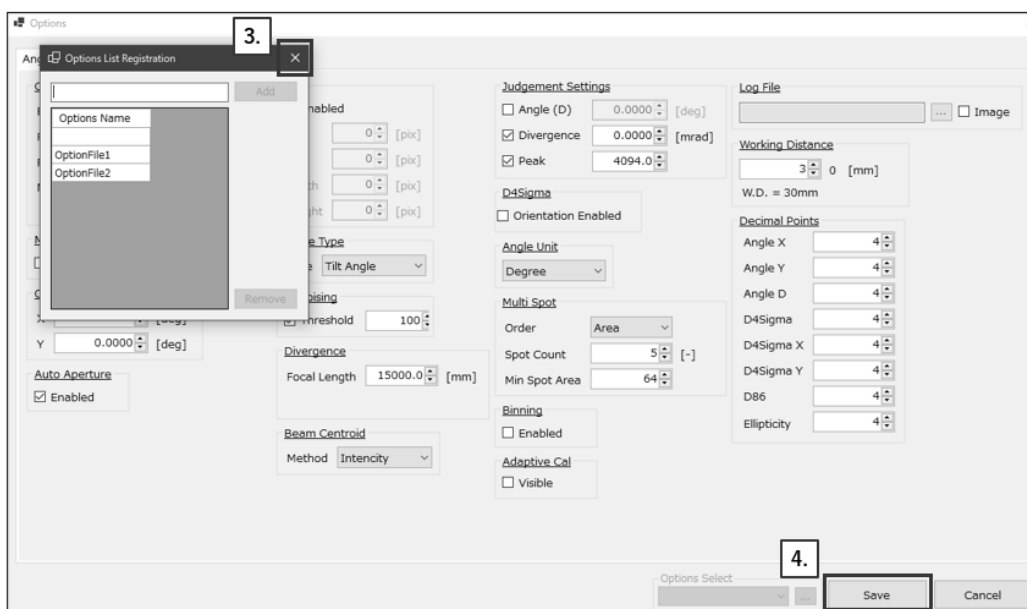 Options
3.
Options List Registration
Add
Options Name
OptionFile1
OptionFile2
Remove
X [deg]
Y 0.0000 [deg]
Auto Aperture
Enabled
0 [pix]
0 [pix]
0 [pix]
0 [pix]
Tilt Angle
Threshold 100
Divergence
Focal Length 15000.0 [mm]
Beam Centroid
Method Intencity
Judgement Settings
Angle (D) 0.0000 [deg]
Divergence 0.0000 [mrad]
Peak 4094.0
D4Sigma
Orientation Enabled
Angle Unit
Degree
Multi Spot
Order Area
Spot Count 5 [-]
Min Spot Area 64
Binning
Enabled
Adaptive Cal
Visible
Log File
... Image
Working Distance
3 0 [mm]
W.D. = 30mm
Decimal Points
Angle X 4
Angle Y 4
Angle D 4
D4Sigma 4
D4Sigma X 4
D4Sigma Y 4
D86 4
Ellipticity 4
4.
Options Select
... Save Cancel